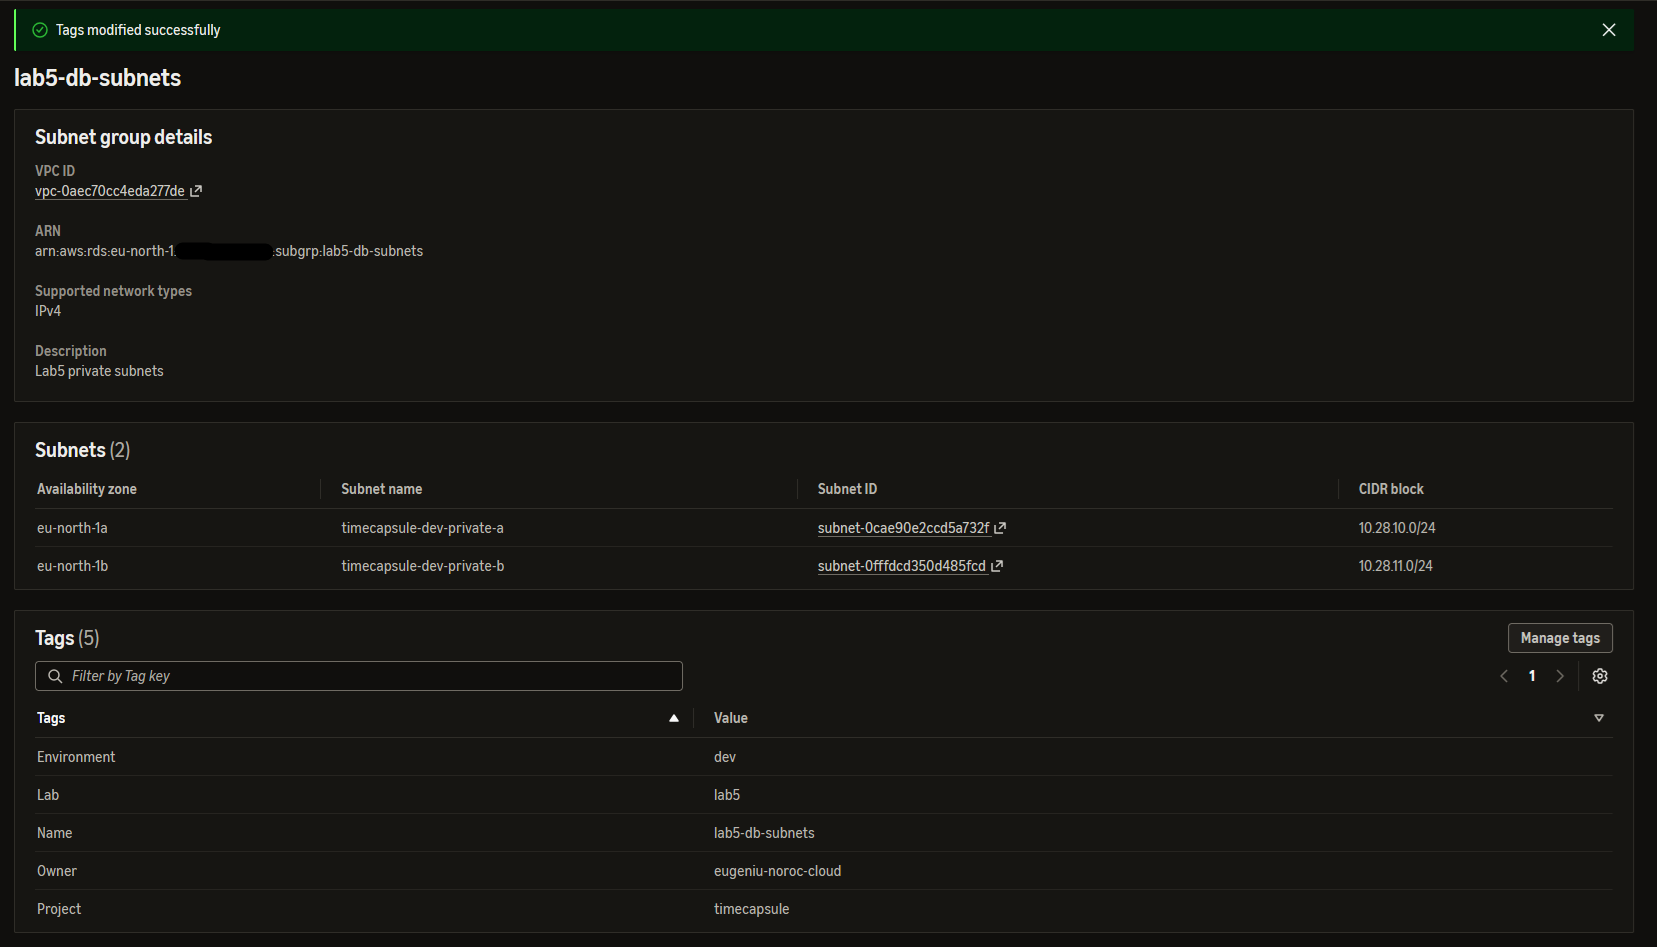 Tags modified successfully
lab5-db-subnets
Subnet group details
VPC ID
vpc-0aec70cc4eda277de
ARN
arn:aws:rds:eu-north-1: :subgrp:lab5-db-subnets
Supported network types
IPv4
Description
Lab5 private subnets
Subnets (2)
Availability zone Subnet name Subnet ID CIDR block
eu-north-1a timecapsule-dev-private-a subnet-0cae90e2ccd5a732f 10.28.10.0/24
eu-north-1b timecapsule-dev-private-b subnet-0fffdcd350d485fcd 10.28.11.0/24
Tags (5)
Manage tags
Filter by Tag key
1
Tags Value
Environment dev
Lab lab5
Name lab5-db-subnets
Owner eugeniu-noroc-cloud
Project timecapsule